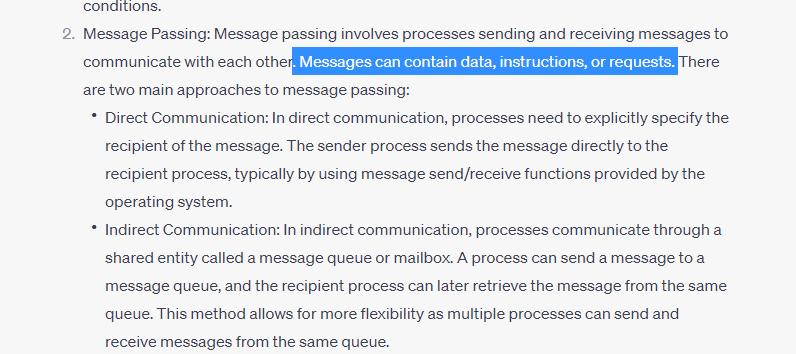 conditions.
2. Message Passing: Message passing involves processes sending and receiving messages to
communicate with each other. Messages can contain data, instructions, or requests. There
are two main approaches to message passing:
• Direct Communication: In direct communication, processes need to explicitly specify the
recipient of the message. The sender process sends the message directly to the
recipient process, typically by using message send/receive functions provided by the
operating system.
• Indirect Communication: In indirect communication, processes communicate through a
shared entity called a message queue or mailbox. A process can send a message to a
message queue, and the recipient process can later retrieve the message from the same
queue. This method allows for more flexibility as multiple processes can send and
receive messages from the same queue.